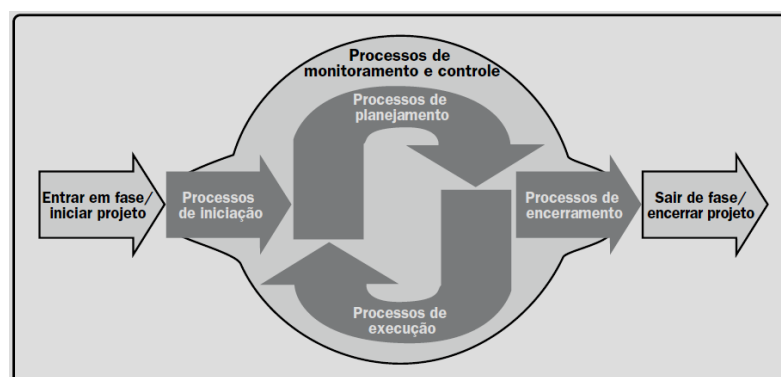 Processos de
monitoramento e controle
Processos de
planejamento
Entrar em fase/
iniciar projeto
Processos
de iniciação
Processos de
encerramento
Sair de fase/
encerrar projeto
Processos de
execução